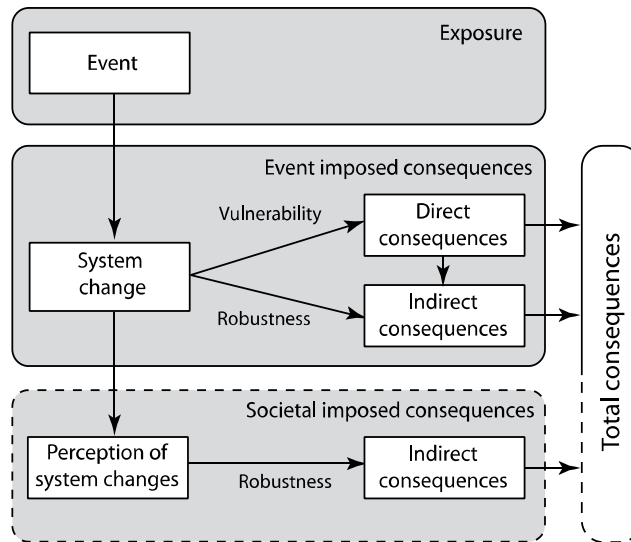 Exposure
Event
Event imposed consequences
Vulnerability
Direct
consequences
System
change
Robustness
Indirect
consequences
Total consequences
Societal imposed consequences
Perception of
system changes
Robustness
Indirect
consequences